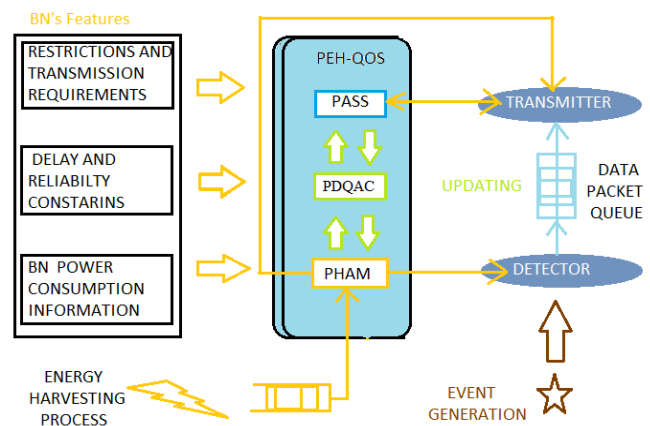 BN's Features
RESTRICTIONS AND
TRANSMISSION
REQUIREMENTS
DELAY AND
RELIABILTY
CONSTARINS
BN POWER
CONSUMPTION
INFORMATION
ENERGY
HARVESTING
PROCESS
PEH-QOS
PASS
PDQAC
PHAM
TRANSMITTER
UPDATING
DATA
PACKET
QUEUE
DETECTOR
EVENT
GENERATION